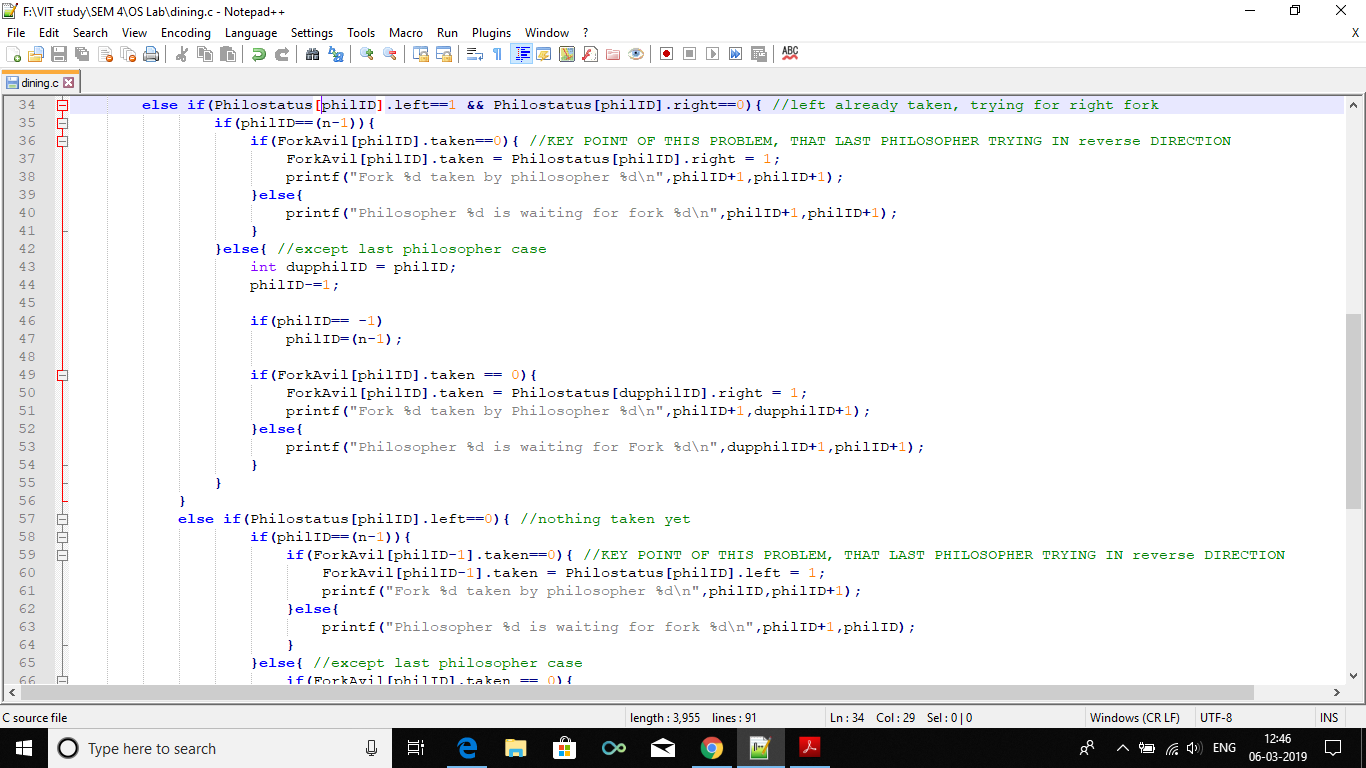 F:\VIT study\SEM 4\OS Lab\dining.c - Notepad++
File Edit Search View Encoding Language Settings Tools Macro Run Plugins Window ? X
ABC
dining.c
34 else if(Philostatus[philID].left==1 && Philostatus[philID].right==0){ //left already taken, trying for right fork
35 if(philID==(n-1)){
36 if(ForkAvil[philID].taken==0){ //KEY POINT OF THIS PROBLEM, THAT LAST PHILOSOPHER TRYING IN reverse DIRECTION
37 ForkAvil[philID].taken = Philostatus[philID].right = 1;
38 printf("Fork %d taken by philosopher %d\n",philID+1,philID+1);
39 }else{
40 printf("Philosopher %d is waiting for fork %d\n",philID+1,philID+1);
41 }
42 }else{ //except last philosopher case
43 int dupphilID = philID;
44 philID-=1;
45
46 if(philID== -1)
47 philID=(n-1);
48
49 if(ForkAvil[philID].taken == 0){
50 ForkAvil[philID].taken = Philostatus[dupphilID].right = 1;
51 printf("Fork %d taken by Philosopher %d\n",philID+1,dupphilID+1);
52 }else{
53 printf("Philosopher %d is waiting for Fork %d\n",dupphilID+1,philID+1);
54 }
55 }
56 }
57 else if(Philostatus[philID].left==0){ //nothing taken yet
58 if(philID==(n-1)){
59 if(ForkAvil[philID-1].taken==0){ //KEY POINT OF THIS PROBLEM, THAT LAST PHILOSOPHER TRYING IN reverse DIRECTION
60 ForkAvil[philID-1].taken = Philostatus[philID].left = 1;
61 printf("Fork %d taken by philosopher %d\n",philID,philID+1);
62 }else{
63 printf("Philosopher %d is waiting for fork %d\n",philID+1,philID);
64 }
65 }else{ //except last philosopher case
66 if(ForkAvil[philID].taken == 0){
C source file length : 3,955 lines : 91 Ln : 34 Col : 29 Sel : 0 | 0 Windows (CR LF) UTF-8 INS
Type here to search ENG 12:46
06-03-2019